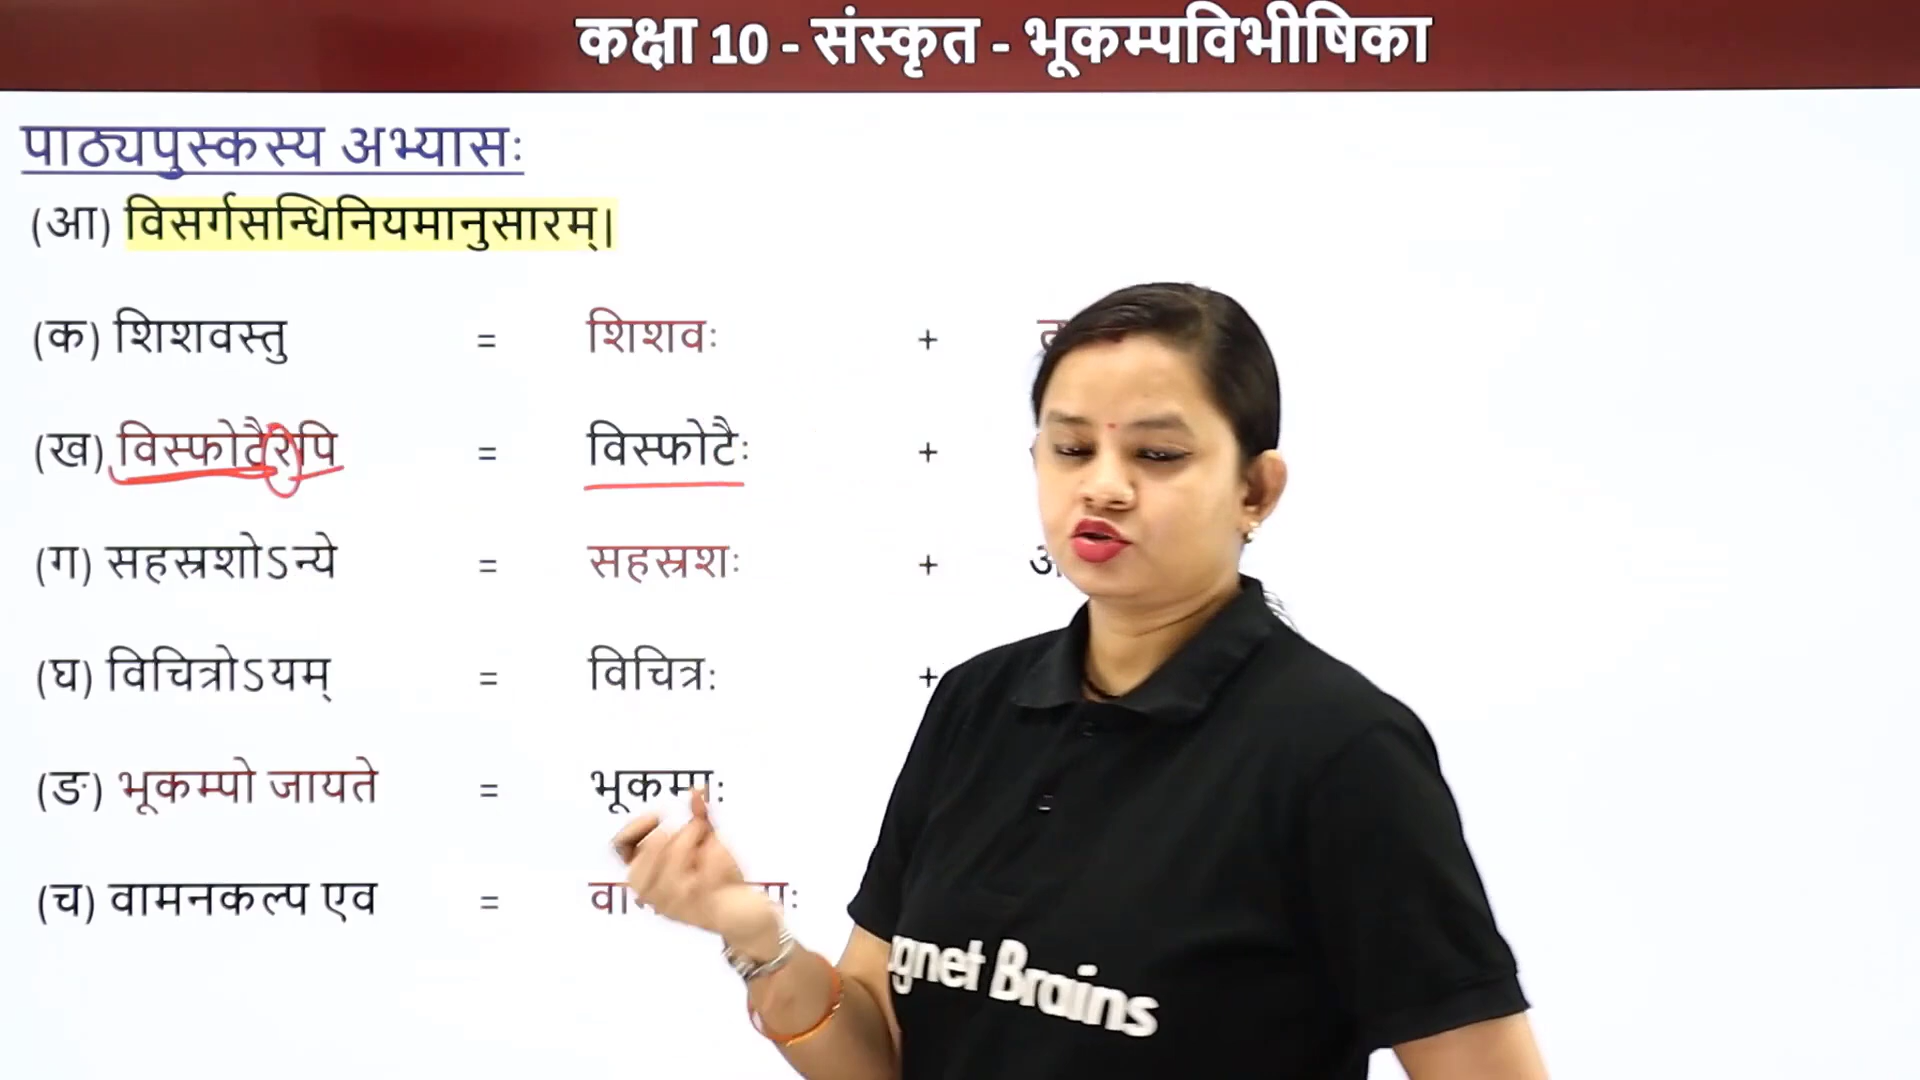 कक्षा 10 - संस्कृत - भूकम्पविभीषिका
पाठ्यपुस्कस्य अभ्यासः
(आ) विसर्गसन्धिनियमानुसारम्।
(क) शिशवस्तु = शिशवः +
(ख) विस्फोटैरपि = विस्फोटैः +
(ग) सहस्रशोऽन्ये = सहस्रशः +
(घ) विचित्रोऽयम् = विचित्रः +
(ङ) भूकम्पो जायते = भूकम्पः
(च) वामनकल्प एव =
Brains